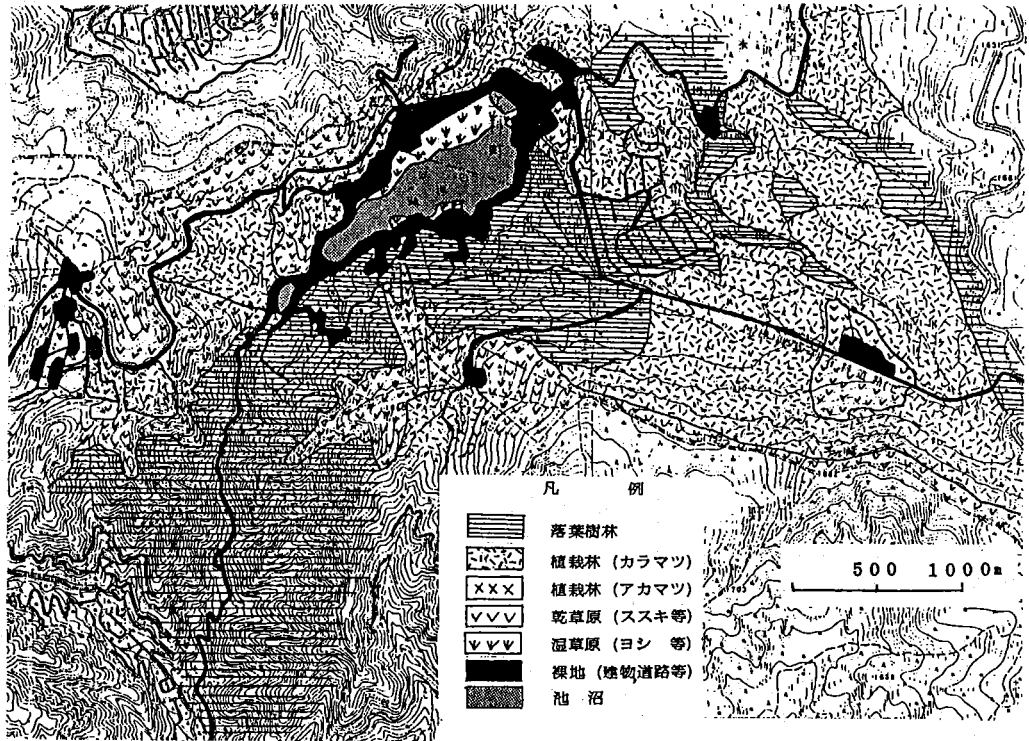 凡 例
落葉樹林
植栽林 (カラマツ)
植栽林 (アカマツ)
乾草原 (ススキ等)
湿草原 (ヨシ 等)
裸地 (建物道路等)
池 沼
500 1000m